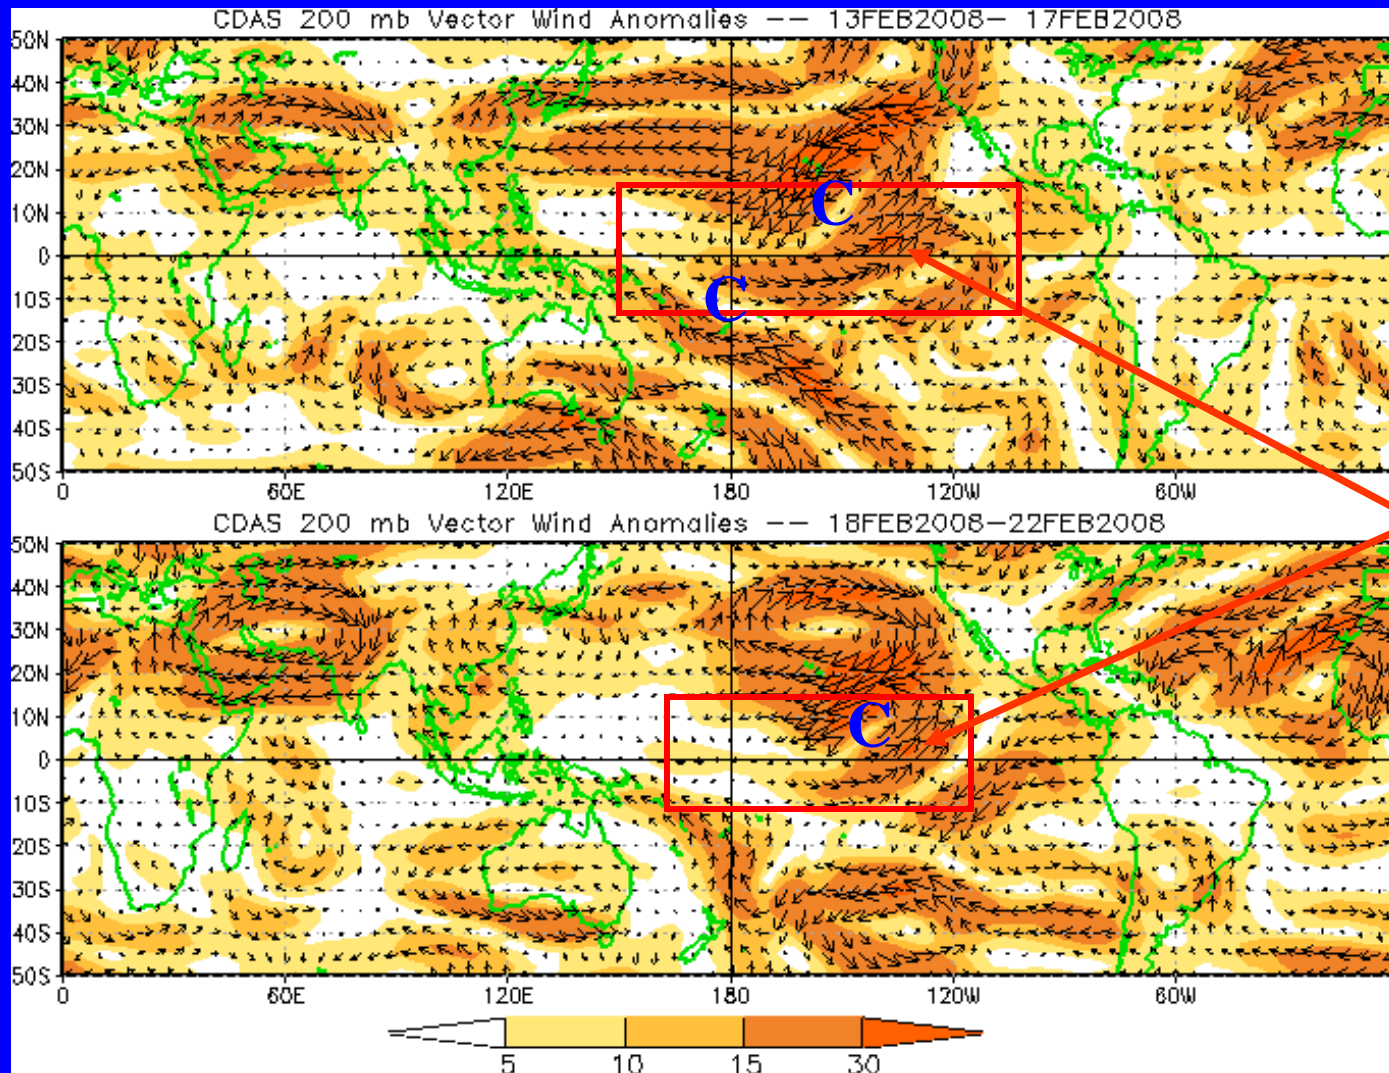 CDAS 200 mb Vector Wind Anomalies -- 13FEB2008- 17FEB2008
50N
40N
30N
20N
10N
0
10S
20S
30S
40S
50S
C
C
0 60E 120E 180 120W 60W
CDAS 200 mb Vector Wind Anomalies -- 18FEB2008-22FEB2008
50N
40N
30N
20N
10N
0
10S
20S
30S
40S
50S
C
0 60E 120E 180 120W 60W
5 10 15 30